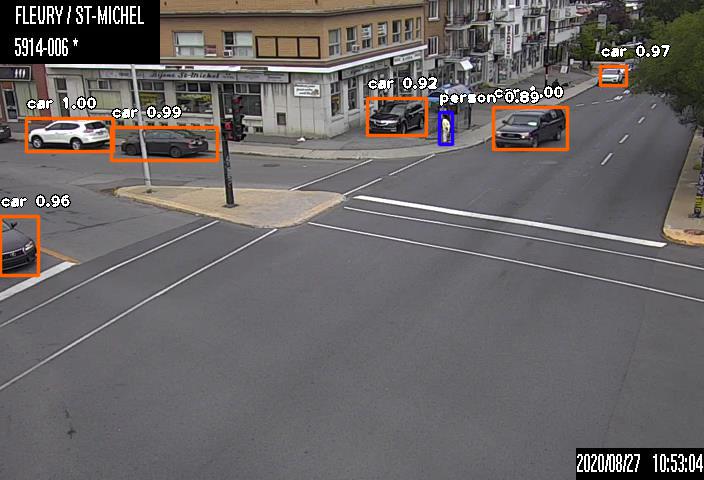 FLEURY / ST-MICHEL
5914-006 *
car 0.97
car 0.92
person 0.89
car 1.00
car 1.00
car 0.99
car 0.96
2020/08/27 10:53:04